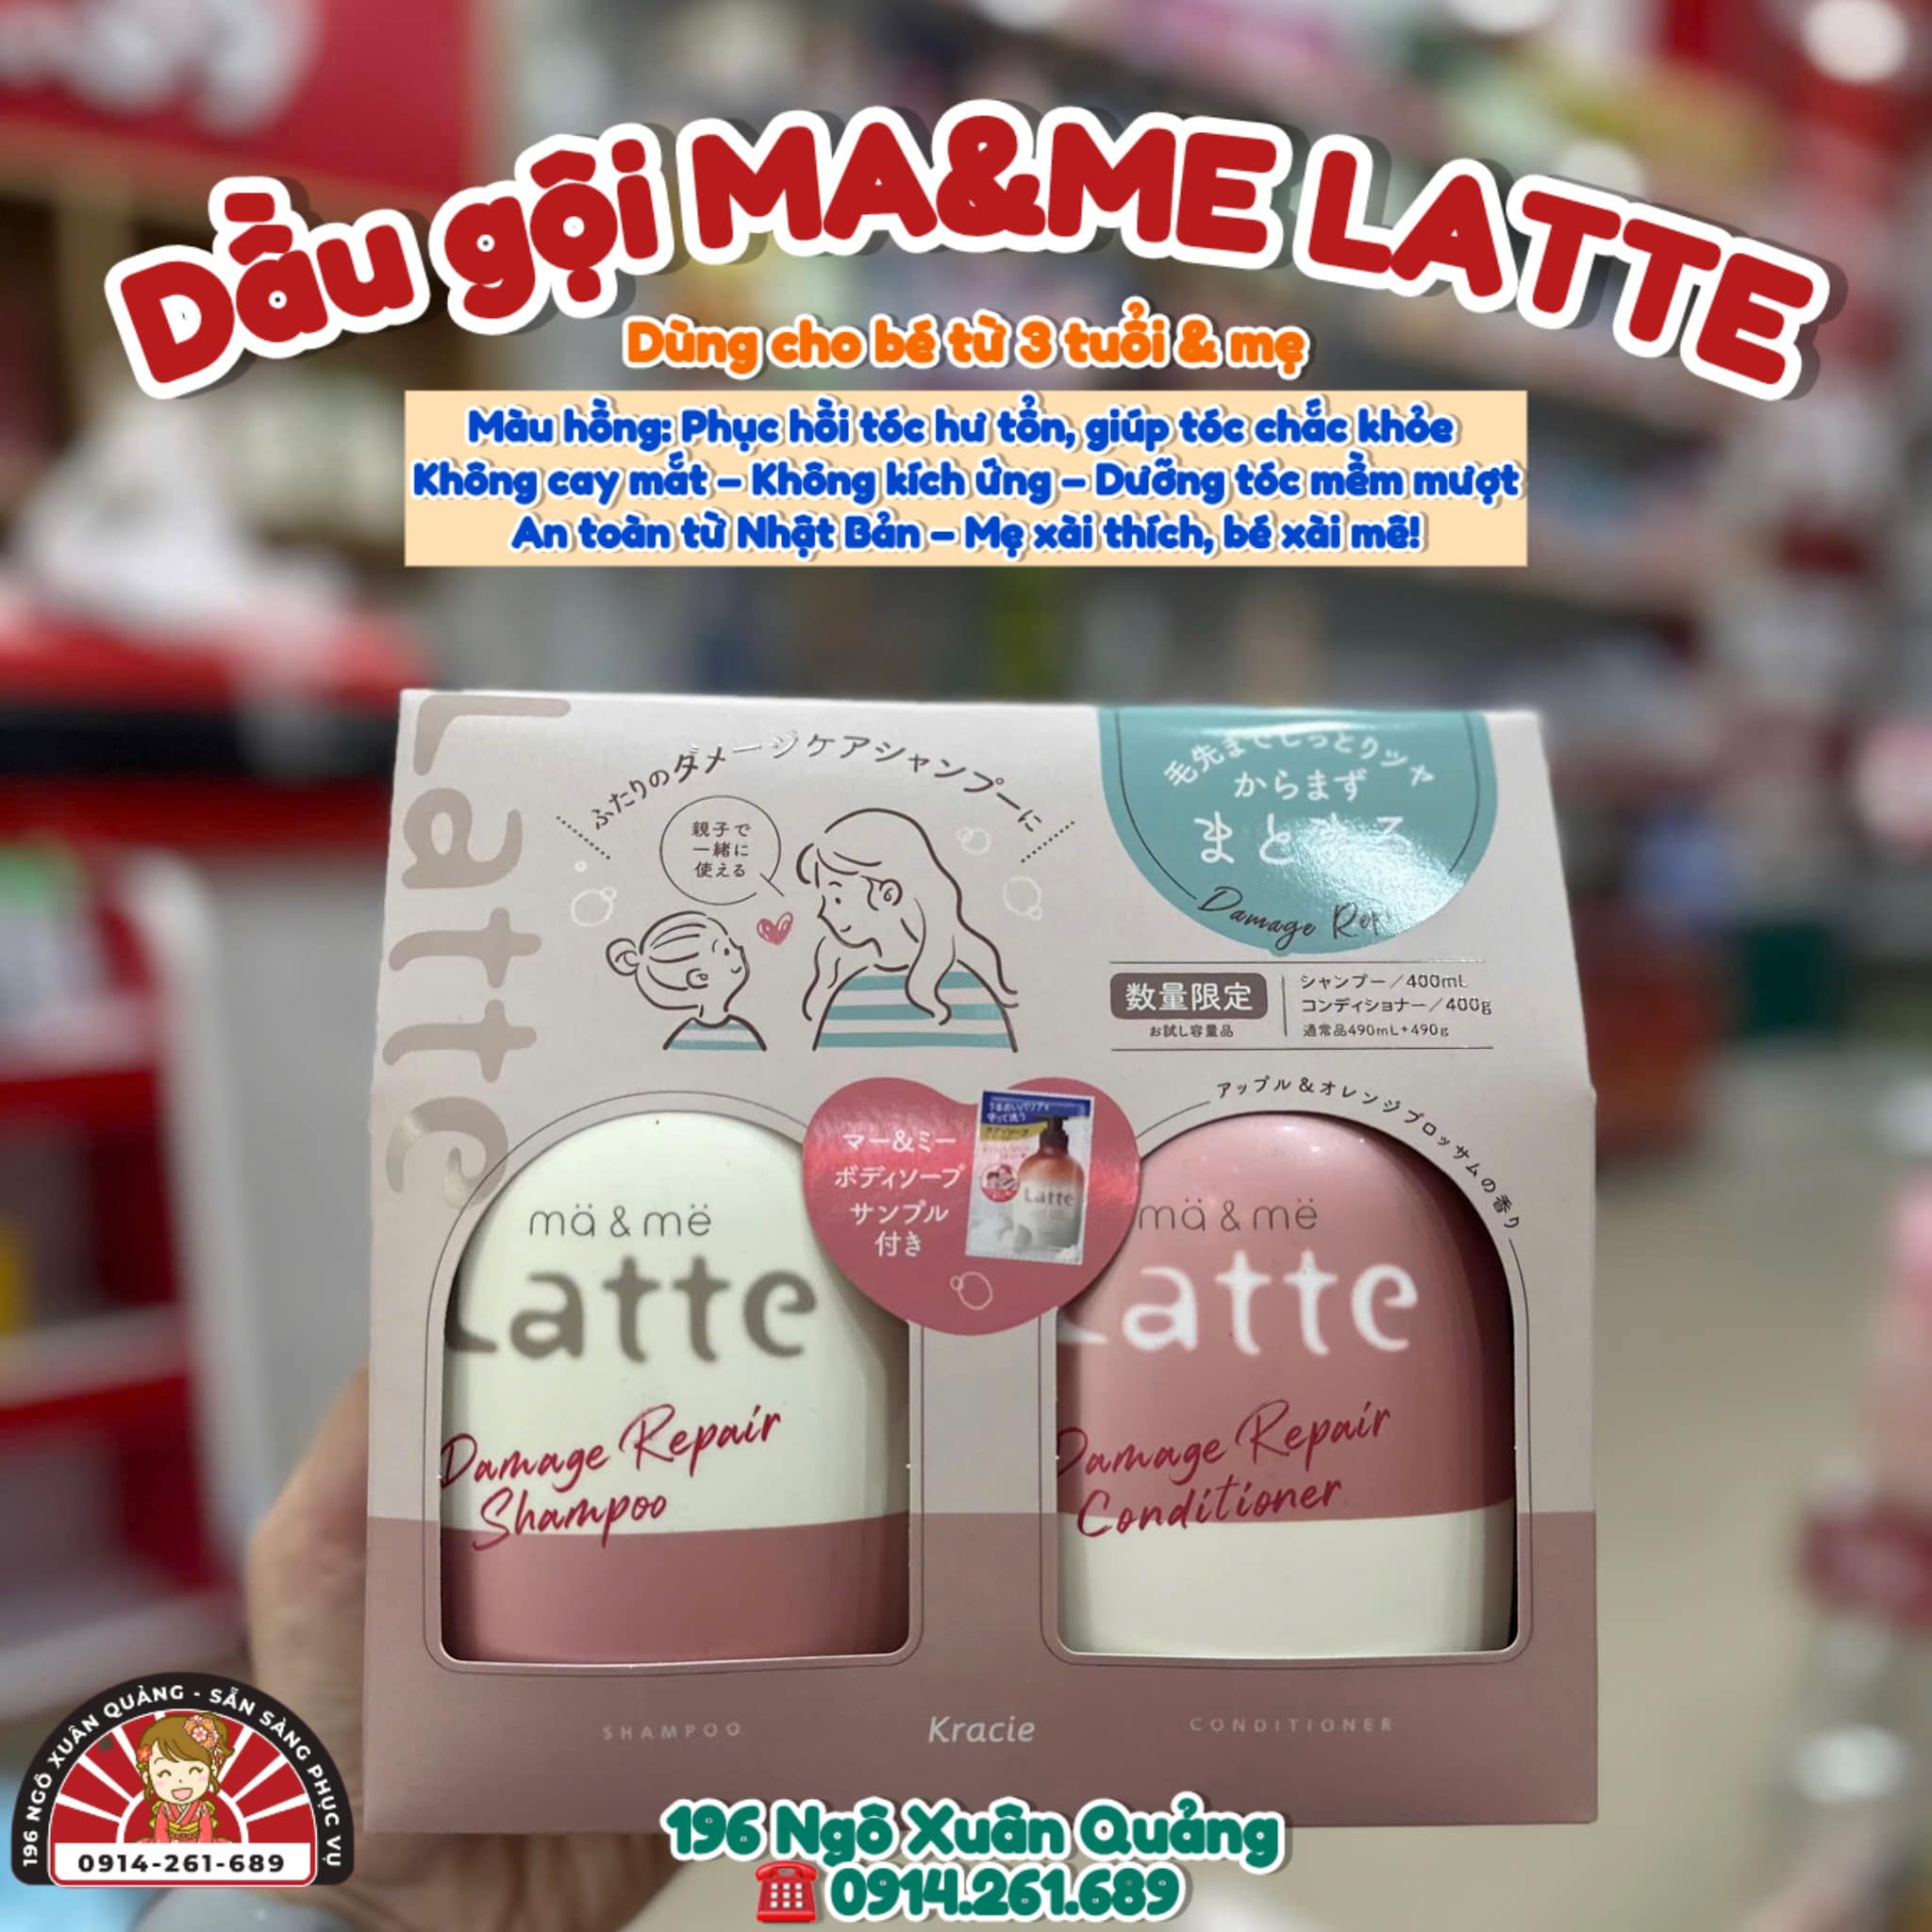 Dầu gội MA&ME LATTE
Dùng cho bé từ 3 tuổi & mẹ
Màu hồng: Phục hồi tóc hư tổn, giúp tóc chắc khỏe
Không cay mắt – Không kích ứng – Dưỡng tóc mềm mượt
An toàn từ Nhật Bản – Mẹ xài thích, bé xài mê!
Latte
ふたりのダメージケアシャンプーに
親子で
一緒に
使える
毛先までしっとりツヤ
からまず
まとまる
Damage
数量限定
お試し容量品
シャンプー／400mL
コンディショナー／400g
通常品490mL+490g
アップル＆オレンジブロッサムの香り
マー＆ミー
ボディソープ
サンプル
付き
Latte
mä & më
Latte
Damage Repair
Shampoo
mä & më
Latte
Damage Repair
Conditioner
SHAMPOO
Kracie
CONDITIONER
196 NGÔ XUÂN QUẢNG - SẴN SÀNG PHỤC VỤ
0914-261-689
196 Ngô Xuân Quảng
☎️0914.261.689